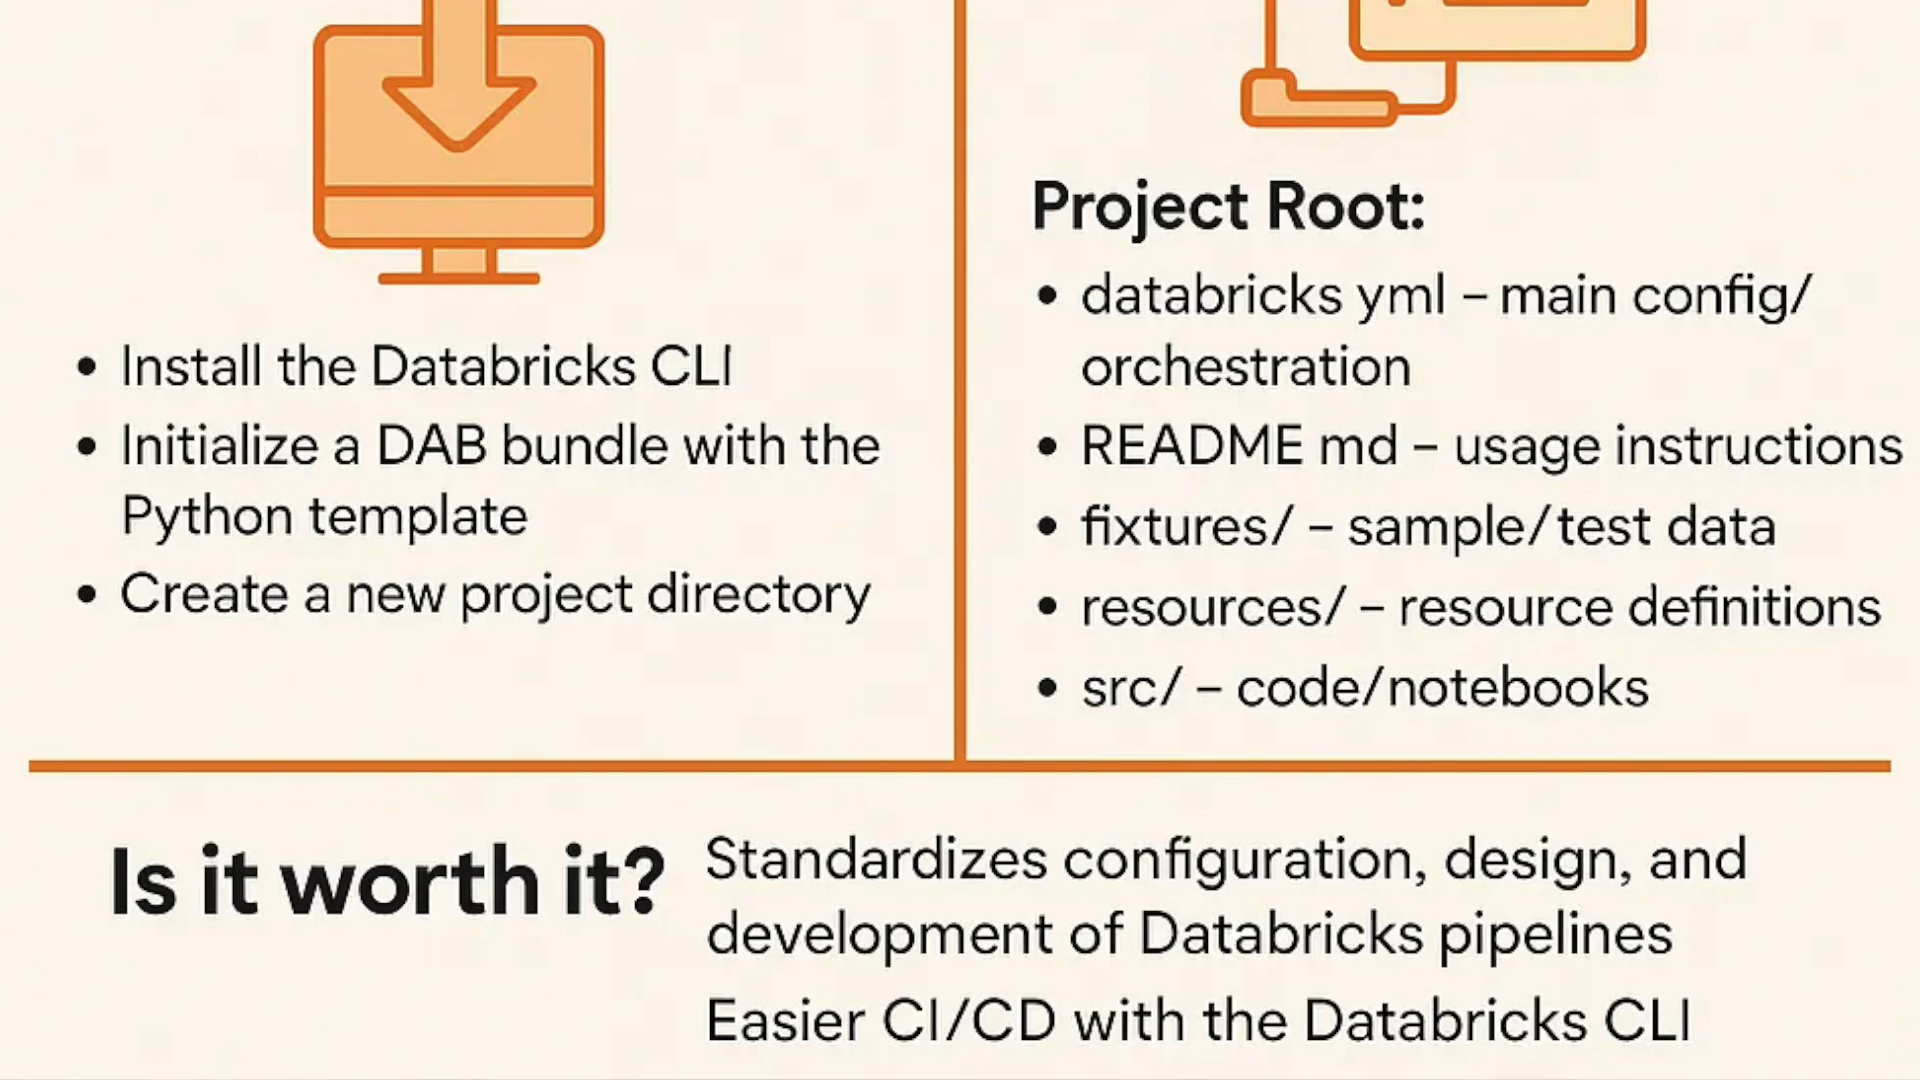 • Install the Databricks CLI
• Initialize a DAB bundle with the
Python template
• Create a new project directory
Project Root:
• databricks yml – main config/
orchestration
• README md – usage instructions
• fixtures/ – sample/test data
• resources/ – resource definitions
• src/ – code/notebooks
Is it worth it?
Standardizes configuration, design, and
development of Databricks pipelines
Easier CI/CD with the Databricks CLI